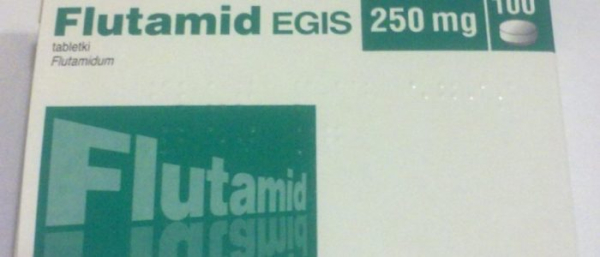 Flutamid EGIS 250 mg 100
tabletki
Flutamidum
Flutamid